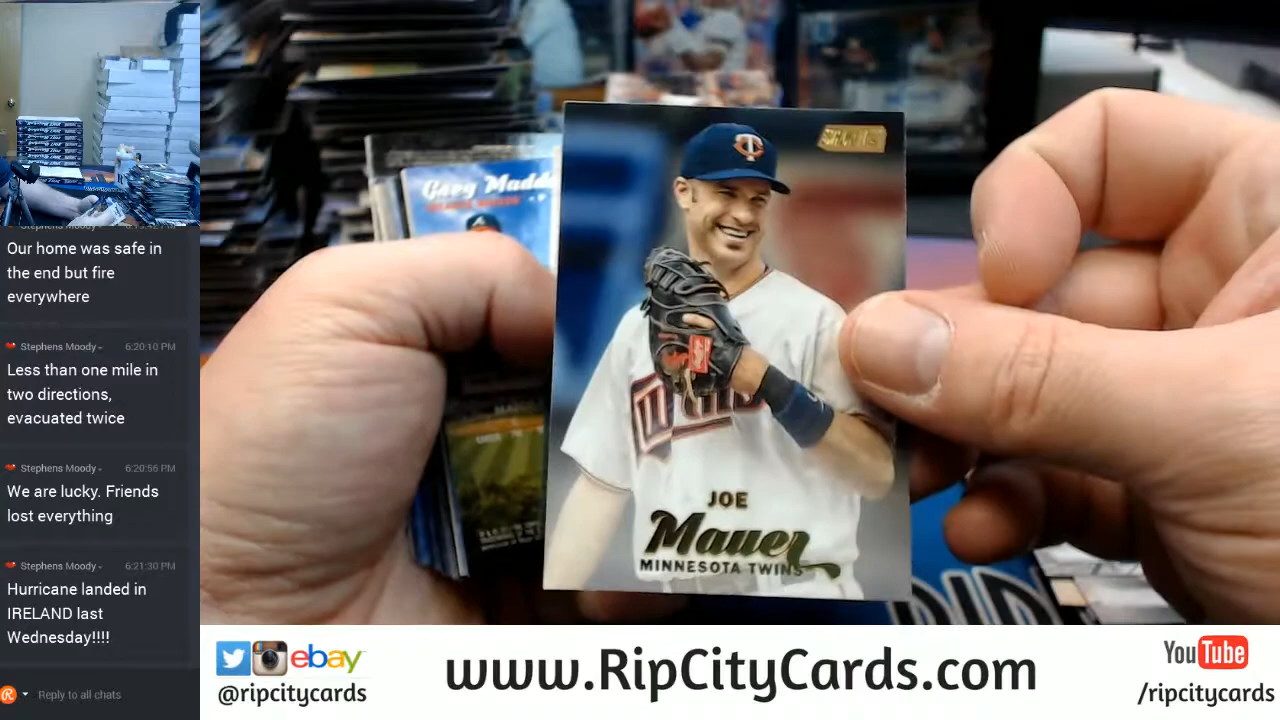 Our home was safe in
the end but fire
everywhere
Stephens Moody 6:20:10 PM
Less than one mile in
two directions,
evacuated twice
Stephens Moody 6:20:56 PM
We are lucky. Friends
lost everything
Stephens Moody 6:21:30 PM
Hurricane landed in
IRELAND last
Wednesday!!!!
Reply to all chats
JOE
Mauer
MINNESOTA TWINS
ebay
@ripcitycards
www.RipCityCards.com
YouTube
/ripcitycards